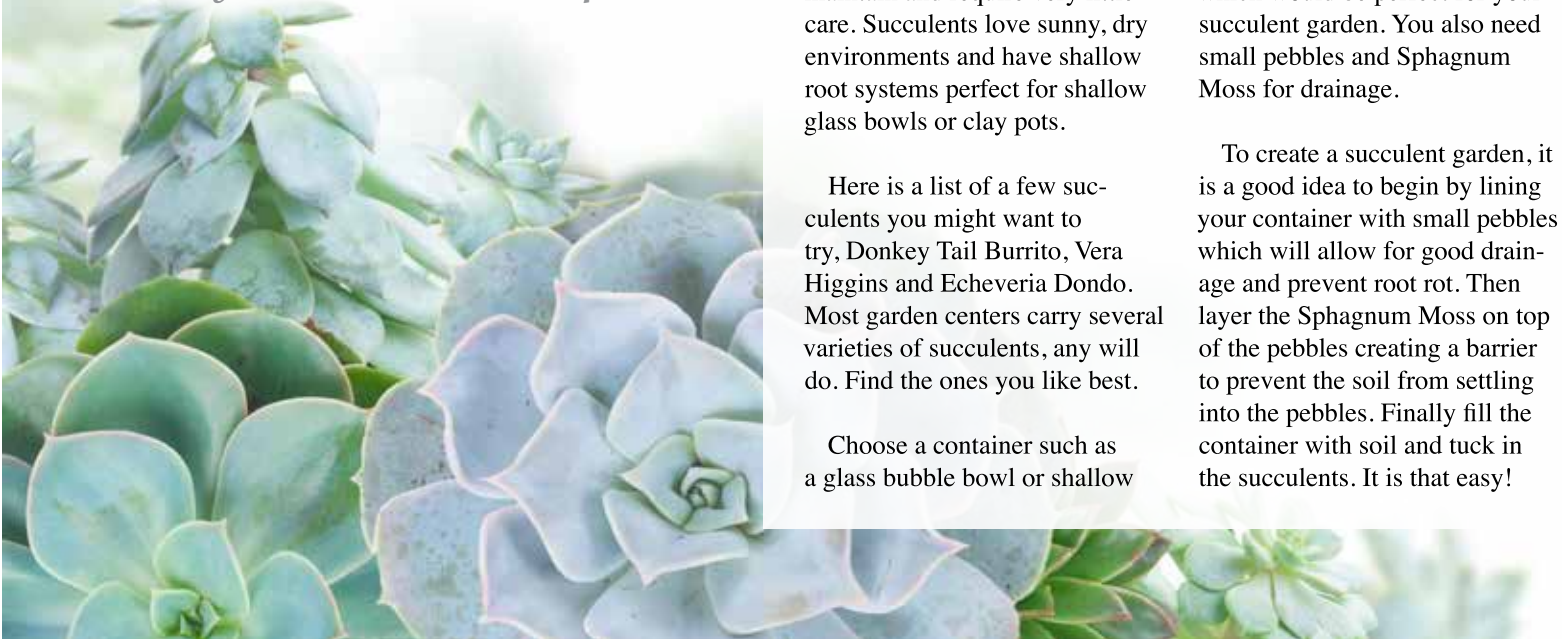 care. Succulents love sunny, dry
environments and have shallow
root systems perfect for shallow
glass bowls or clay pots.
Here is a list of a few suc-
culents you might want to
try, Donkey Tail Burrito, Vera
Higgins and Echeveria Dondo.
Most garden centers carry several
varieties of succulents, any will
do. Find the ones you like best.
Choose a container such as
a glass bubble bowl or shallow
succulent garden. You also need
small pebbles and Sphagnum
Moss for drainage.
To create a succulent garden, it
is a good idea to begin by lining
your container with small pebbles
which will allow for good drain-
age and prevent root rot. Then
layer the Sphagnum Moss on top
of the pebbles creating a barrier
to prevent the soil from settling
into the pebbles. Finally fill the
container with soil and tuck in
the succulents. It is that easy!